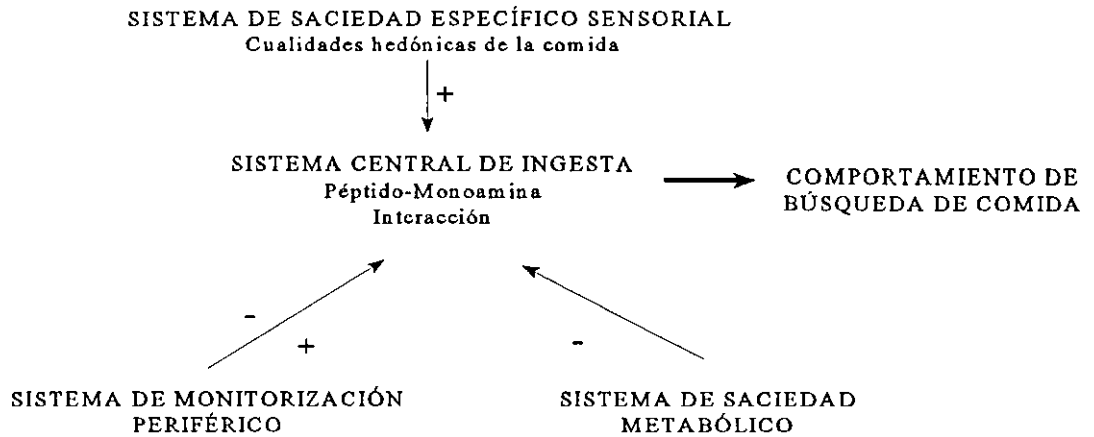 SISTEMA DE SACIEDAD ESPECÍFICO SENSORIAL
Cualidades hedónicas de la comida
+
SISTEMA CENTRAL DE INGESTA
Péptido-Monoamina
Interacción
COMPORTAMIENTO DE
BÚSQUEDA DE COMIDA
-
+
-
SISTEMA DE MONITORIZACIÓN
PERIFÉRICO
SISTEMA DE SACIEDAD
METABÓLICO